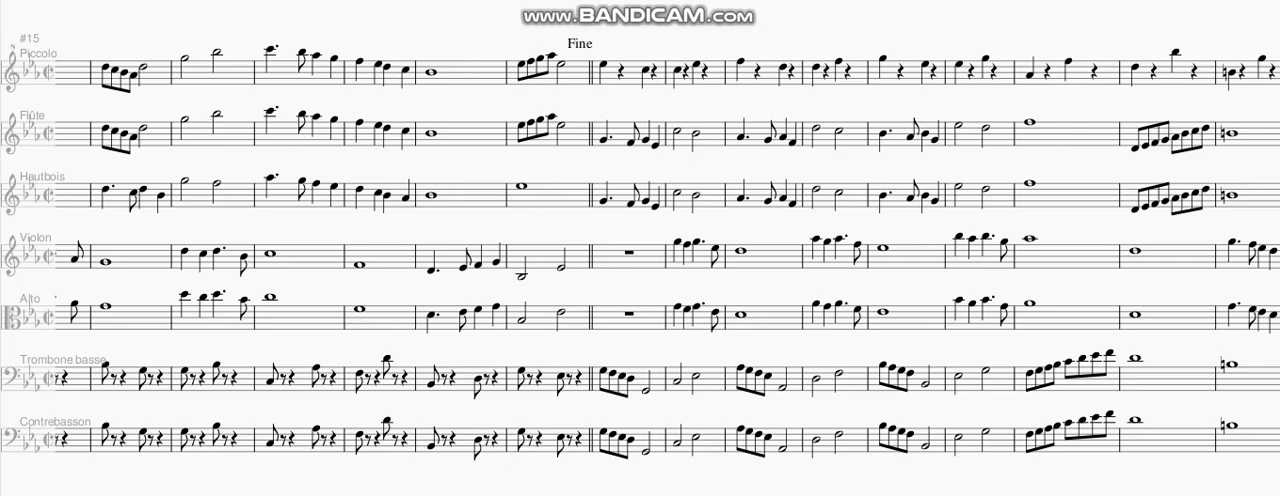 www.BANDICAM.com
#15
Fine
Piccolo
Flûte
Hautbois
Violon
Alto
Trombone basse
Contrebasson